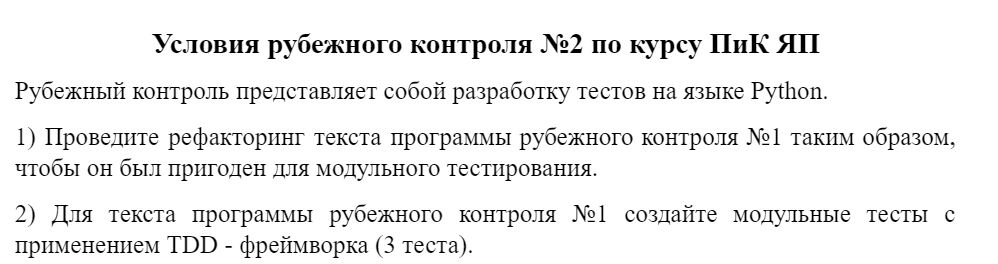 Условия рубежного контроля №2 по курсу ПиК ЯП
Рубежный контроль представляет собой разработку тестов на языке Python.
1) Проведите рефакторинг текста программы рубежного контроля №1 таким образом,
чтобы он был пригоден для модульного тестирования.
2) Для текста программы рубежного контроля №1 создайте модульные тесты с
применением TDD - фреймворка (3 теста).